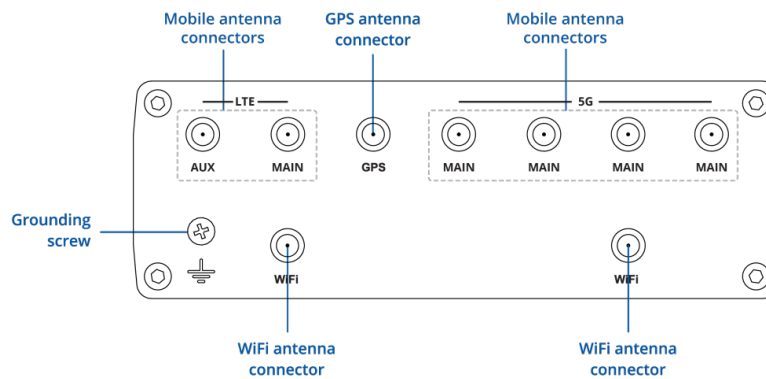 Mobile antenna
connectors
GPS antenna
connector
Mobile antenna
connectors
LTE
5G
AUX
MAIN
GPS
MAIN
MAIN
MAIN
MAIN
Grounding
screw
WiFi
WiFi
WiFi antenna
connector
WiFi antenna
connector